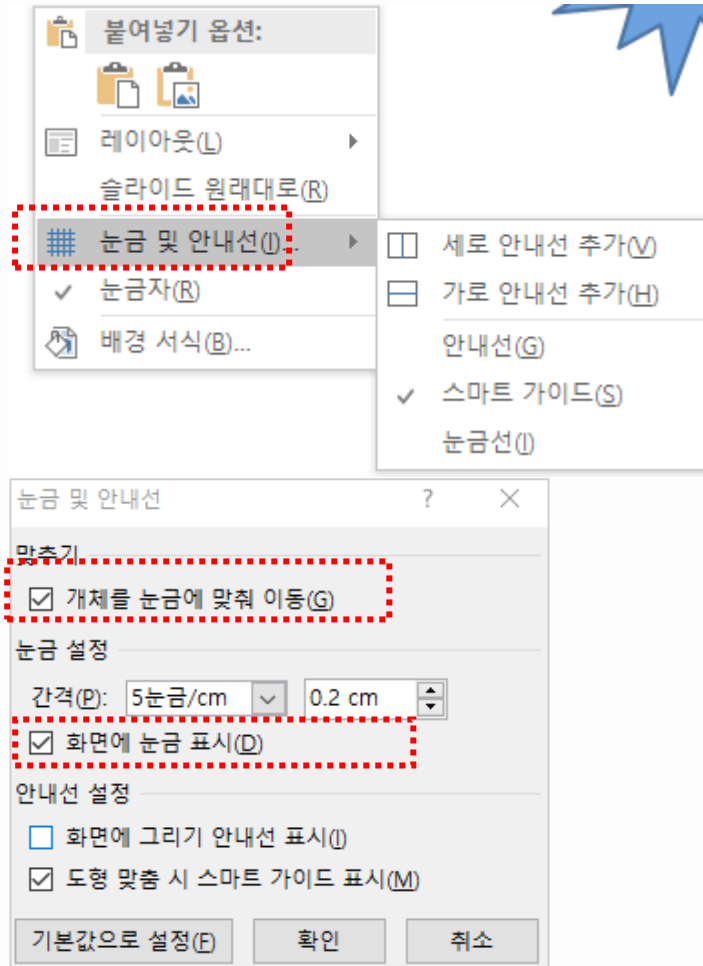 붙여넣기 옵션:
레이아웃(L)
슬라이드 원래대로(R)
눈금 및 안내선(I)...
눈금자(R)
배경 서식(B)...
세로 안내선 추가(V)
가로 안내선 추가(H)
안내선(G)
스마트 가이드(S)
눈금선(I)
눈금 및 안내선 ?
맞추기
개체를 눈금에 맞춰 이동(G)
눈금 설정
간격(P): 5눈금/cm 0.2 cm
화면에 눈금 표시(D)
안내선 설정
화면에 그리기 안내선 표시(I)
도형 맞춤 시 스마트 가이드 표시(M)
기본값으로 설정(F) 확인 취소